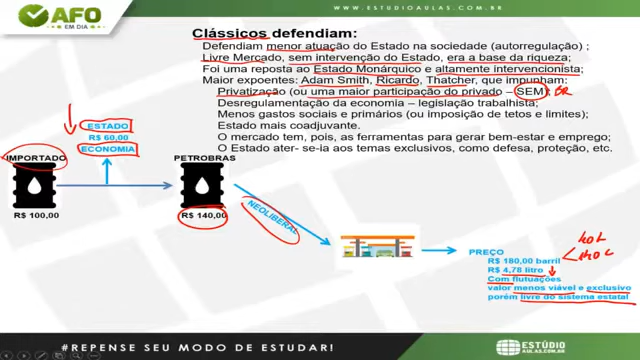 AFO
EM DIA
WWW.ESTUDIOAULAS.COM.BR
Clássicos defendiam:
Defendiam menor atuação do Estado na sociedade (autorregulação) ;
Livre Mercado, sem intervenção do Estado, era a base da riqueza;
Foi uma reposta ao Estado Monárquico e altamente intervencionista;
Maior expoentes: Adam Smith, Ricardo, Thatcher, que impunham:
Privatização (ou uma maior participação do privado – SEM);
Desregulamentação da economia – legislação trabalhista;
Menos gastos sociais e primários (ou imposição de tetos e limites);
Estado mais coadjuvante.
O mercado tem, pois, as ferramentas para gerar bem-estar e emprego;
O Estado ater- se-ia aos temas exclusivos, como defesa, proteção, etc.
ESTADO
R$ 60,00
ECONOMIA
IMPORTADO
R$ 100,00
PETROBRAS
R$ 140,00
NEOLIBERAL
PREÇO
R$ 180,00 barril
R$ 4,78 litro
Com flutuações
valor menos viável e exclusivo
porém livre do sistema estatal
#REPENSE SEU MODO DE ESTUDAR!
ESTÚDIO
AULAS.COM.BR